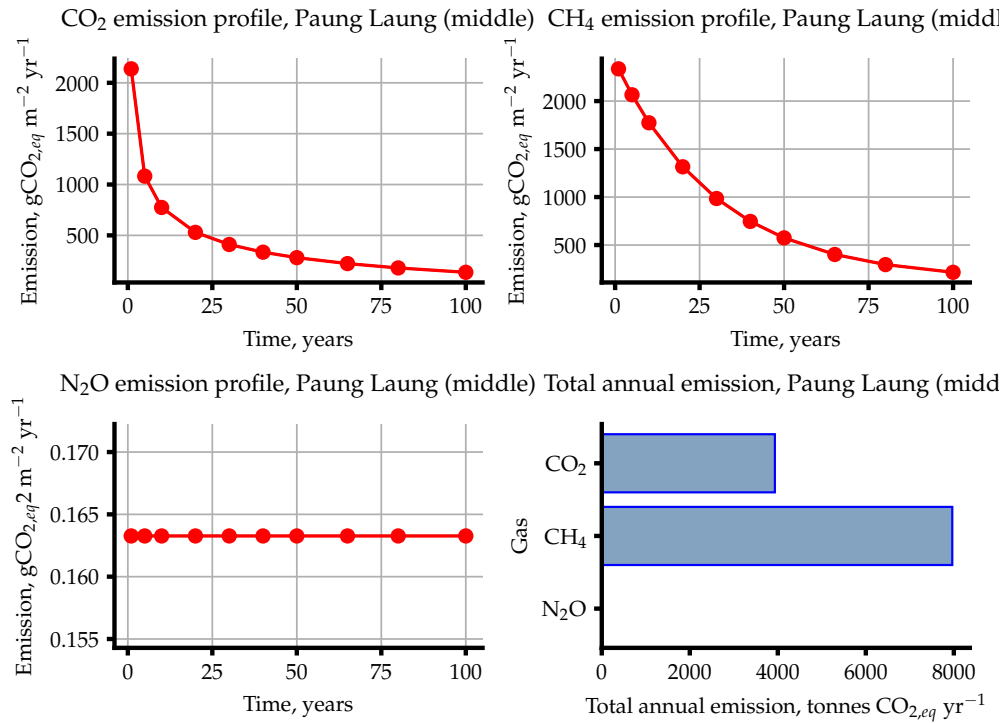 CO₂ emission profile, Paung Laung (middle)
Emission, gCO₂,eq m⁻² yr⁻¹
2000
1500
1000
500
0 25 50 75 100
Time, years
CH₄ emission profile, Paung Laung (middl
Emission, gCO₂,eq m⁻² yr⁻¹
2000
1500
1000
500
0 25 50 75 100
Time, years
N₂O emission profile, Paung Laung (middle)
Emission, gCO₂,eq2 m⁻² yr⁻¹
0.170
0.165
0.160
0.155
0 25 50 75 100
Time, years
Total annual emission, Paung Laung (midd
Gas
CO₂
CH₄
N₂O
0 2000 4000 6000 8000
Total annual emission, tonnes CO₂,eq yr⁻¹